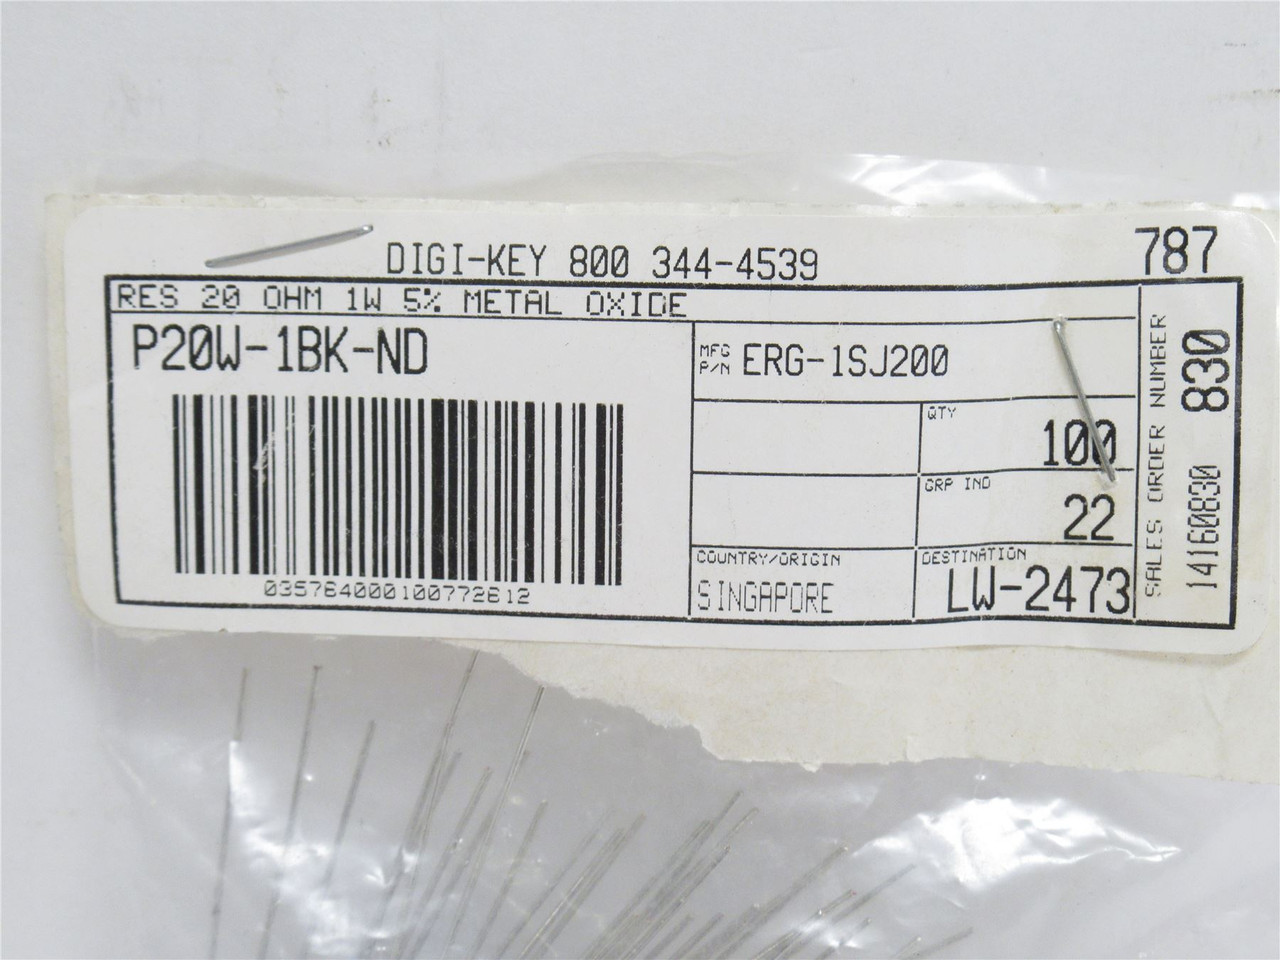 DIGI-KEY 800 344-4539
787
RES 20 OHM 1W 5% METAL OXIDE
P20W-1BK-ND
MFG P/N ERG-1SJ200
QTY
100
GRP IND
22
COUNTRY/ORIGIN
SINGAPORE
DESTINATION
LW-2473
035764000100772612
SALES ORDER NUMBER
14160830
830